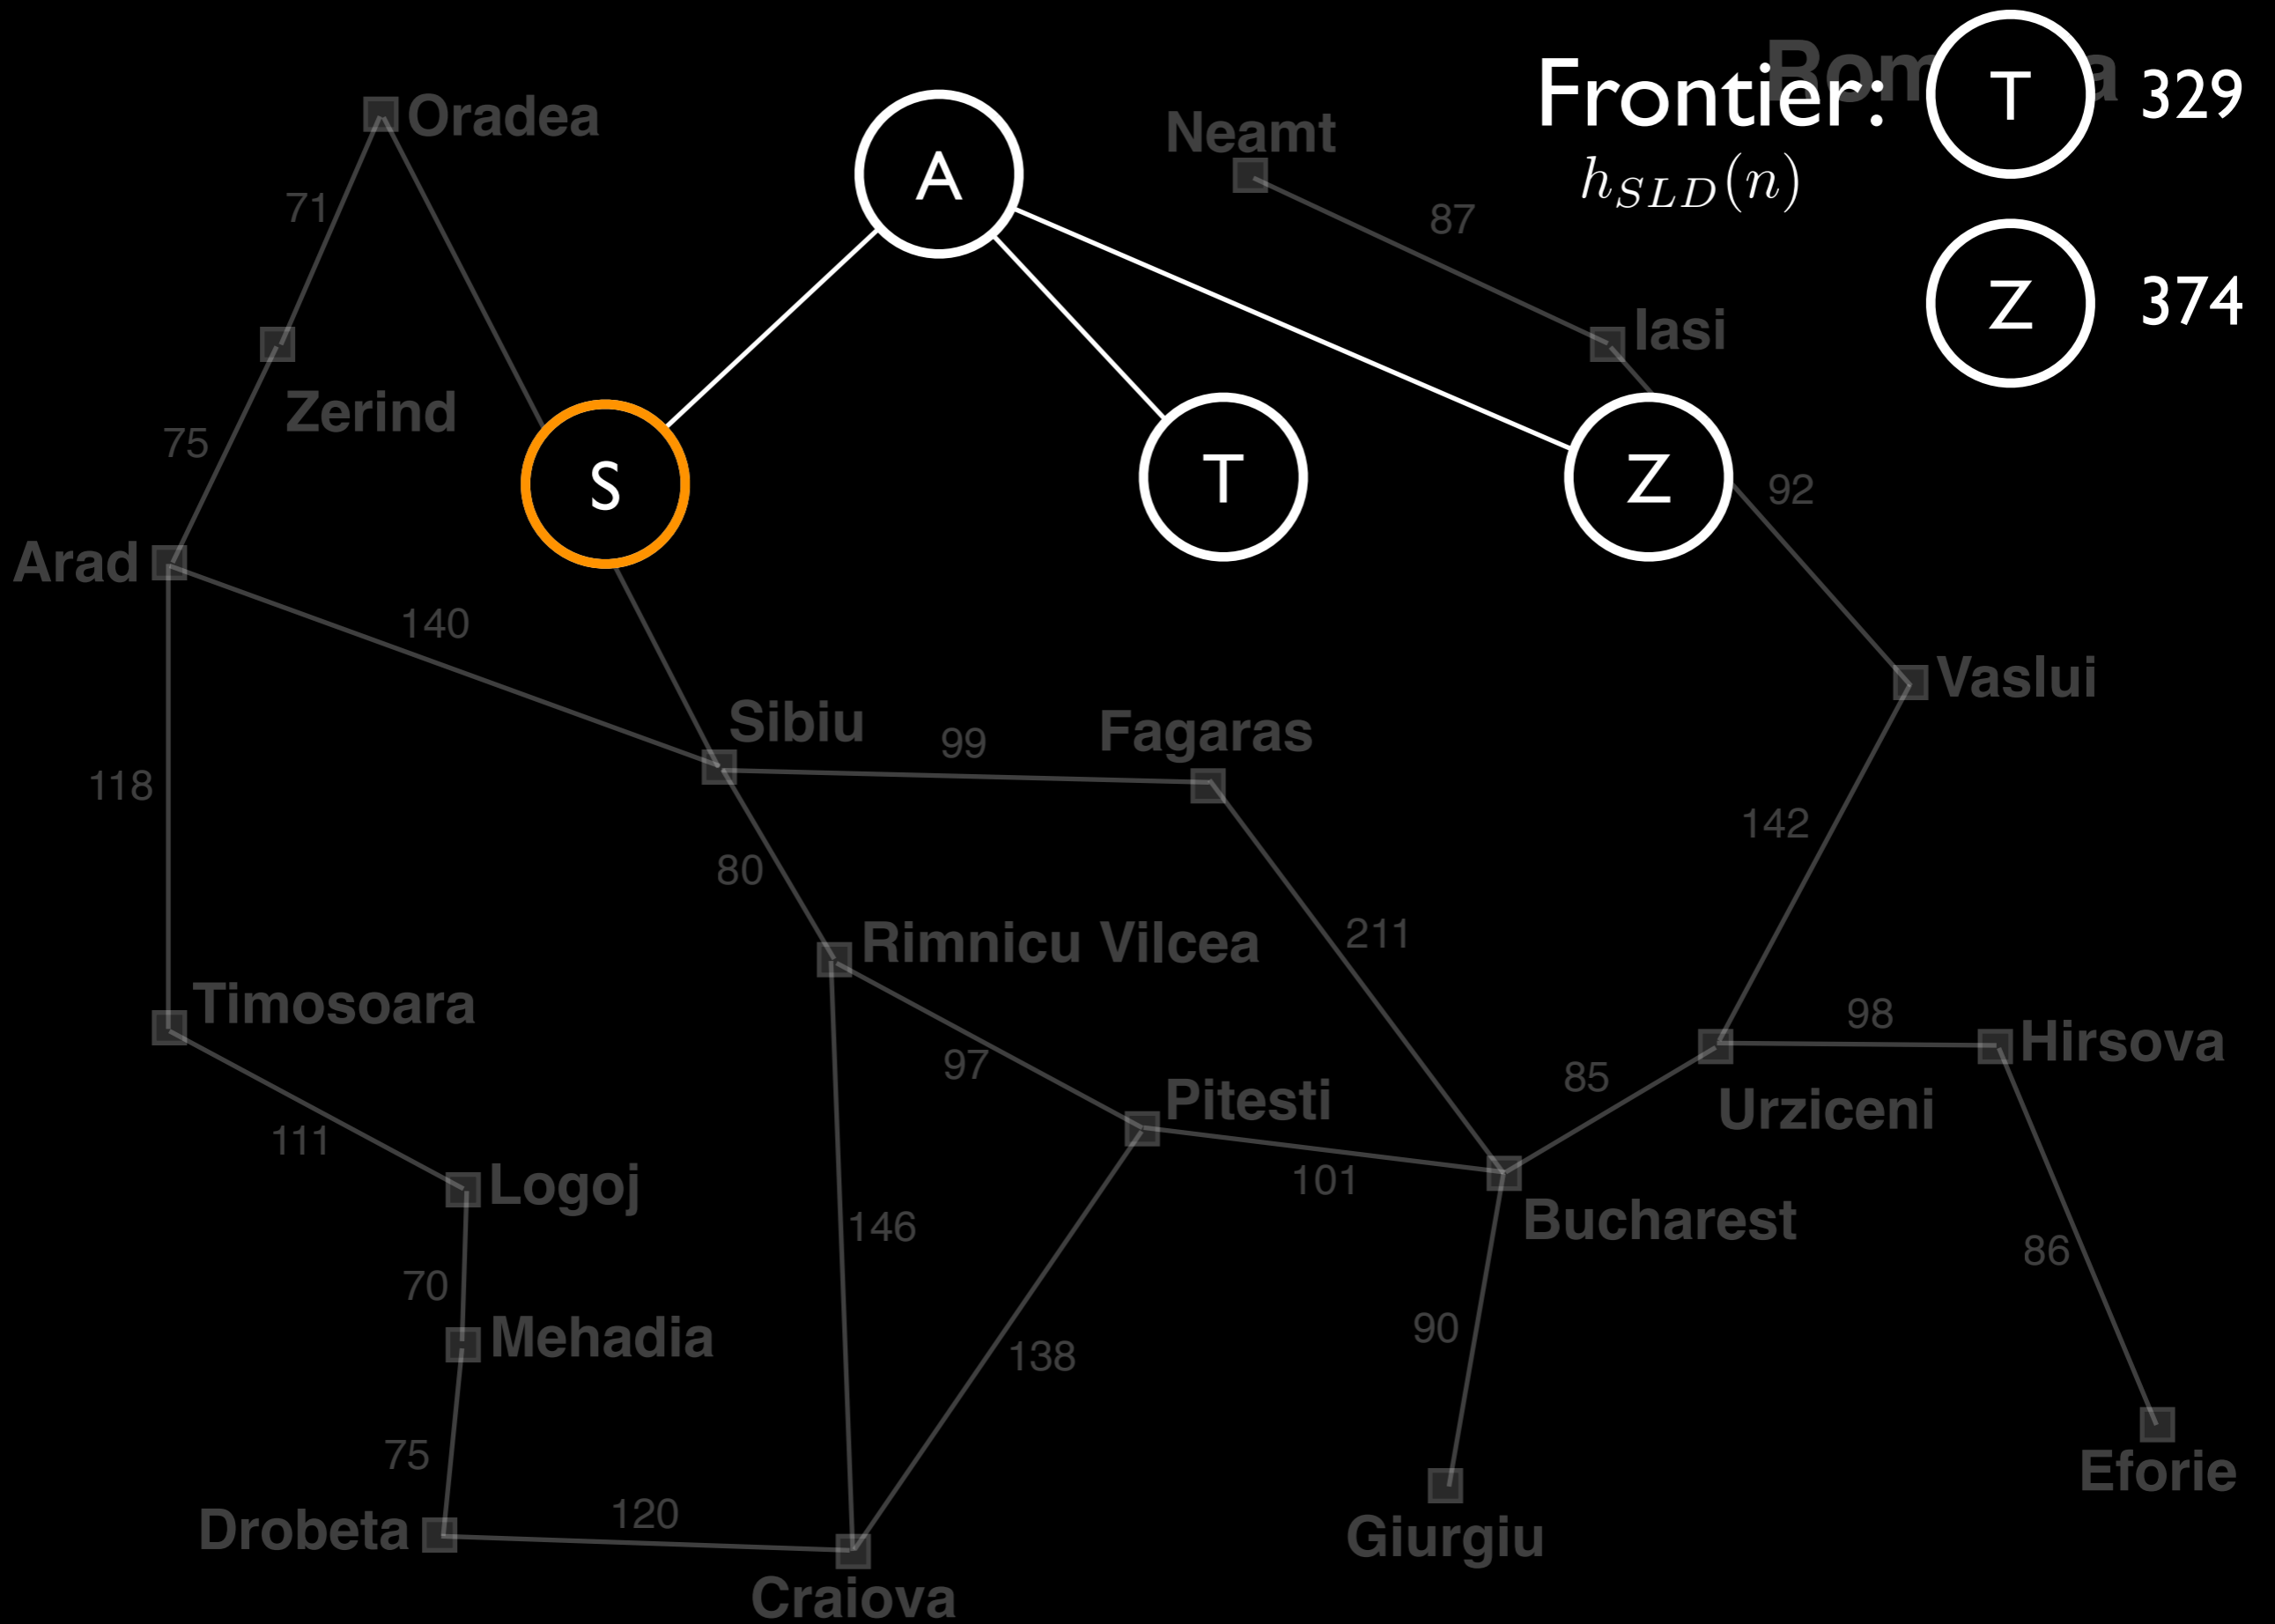 Frontier:
T
329
h_{SLD}(n)
Z
374
A
S
T
Z
Oradea
Neamt
71
87
Iasi
Zerind
75
92
Arad
140
Vaslui
Sibiu
99
Fagaras
118
142
80
Rimnicu Vilcea
211
Timosoara
98
Hirsova
97
85
Pitesti
Urziceni
111
Logoj
101
Bucharest
146
86
70
Mehadia
90
138
75
Eforie
Drobeta
120
Giurgiu
Craiova